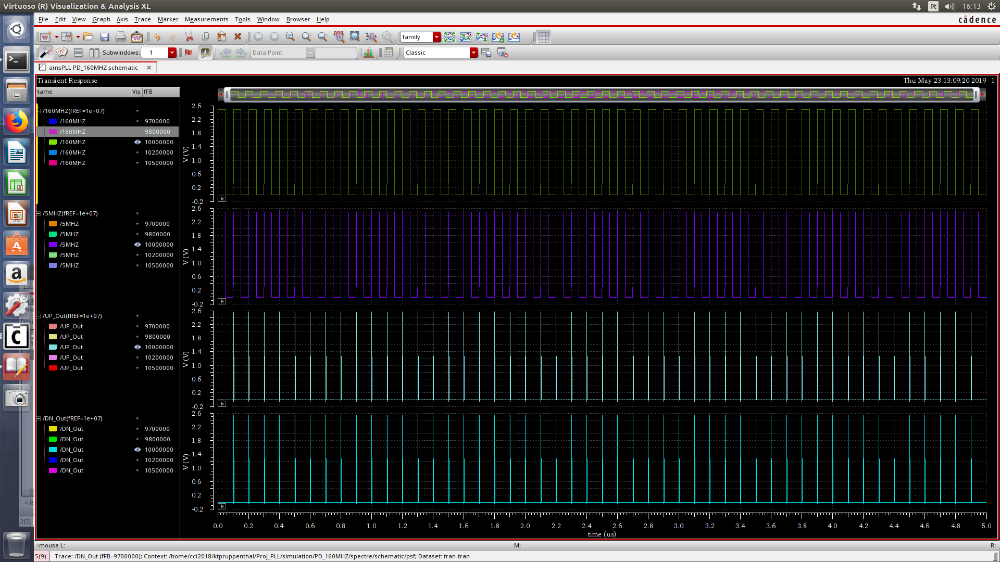 Virtuoso (R) Visualization & Analysis XL
Pt
16:13
File Edit View Graph Axis Trace Marker Measurements Tools Window Browser Help
cādence
family
Subwindows: 1
Data Point
Classic
amsPLL PD_160MHZ schematic
Transient Response
Thu May 23 13:09:20 2019 1
Name Vis fFB
/160MHZ(fREF=1e+07)
/160MHZ 9700000
/160MHZ 9800000
/160MHZ 10000000
/160MHZ 10200000
/160MHZ 10500000
2.6
2.2
1.8
1.4
1.0
0.6
0.2
-0.2
V (V)
/5MHZ(fREF=1e+07)
/5MHZ 9700000
/5MHZ 9800000
/5MHZ 10000000
/5MHZ 10200000
/5MHZ 10500000
2.6
2.2
1.8
1.4
1.0
0.6
0.2
-0.2
V (V)
/UP_Out(fREF=1e+07)
/UP_Out 9700000
/UP_Out 9800000
/UP_Out 10000000
/UP_Out 10200000
/UP_Out 10500000
2.6
2.2
1.8
1.4
1.0
0.6
0.2
-0.2
V (V)
/DN_Out(fREF=1e+07)
/DN_Out 9700000
/DN_Out 9800000
/DN_Out 10000000
/DN_Out 10200000
/DN_Out 10500000
2.6
2.2
1.8
1.4
1.0
0.6
0.2
-0.2
V (V)
0.0 0.2 0.4 0.6 0.8 1.0 1.2 1.4 1.6 1.8 2.0 2.2 2.4 2.6 2.8 3.0 3.2 3.4 3.6 3.8 4.0 4.2 4.4 4.6 4.8 5.0
time (us)
> R
2(3)
mouse L: M: R:
5(9) Trace: /DN_Out (fFB=9700000); Context: /home/cci2018/ktpruppenthal/Proj_PLL/simulation/PD_160MHZ/spectre/schematic/psf; Dataset: tran-tran